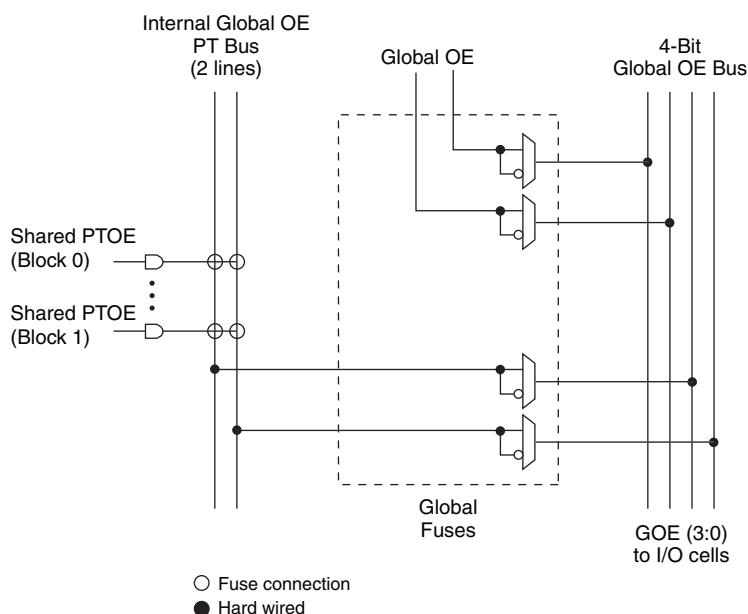 Internal Global OE
PT Bus
(2 lines)
Global OE
4-Bit
Global OE Bus
Shared PTOE
(Block 0)
Shared PTOE
(Block 1)
Global
Fuses
GOE (3:0)
to I/O cells
Fuse connection
Hard wired